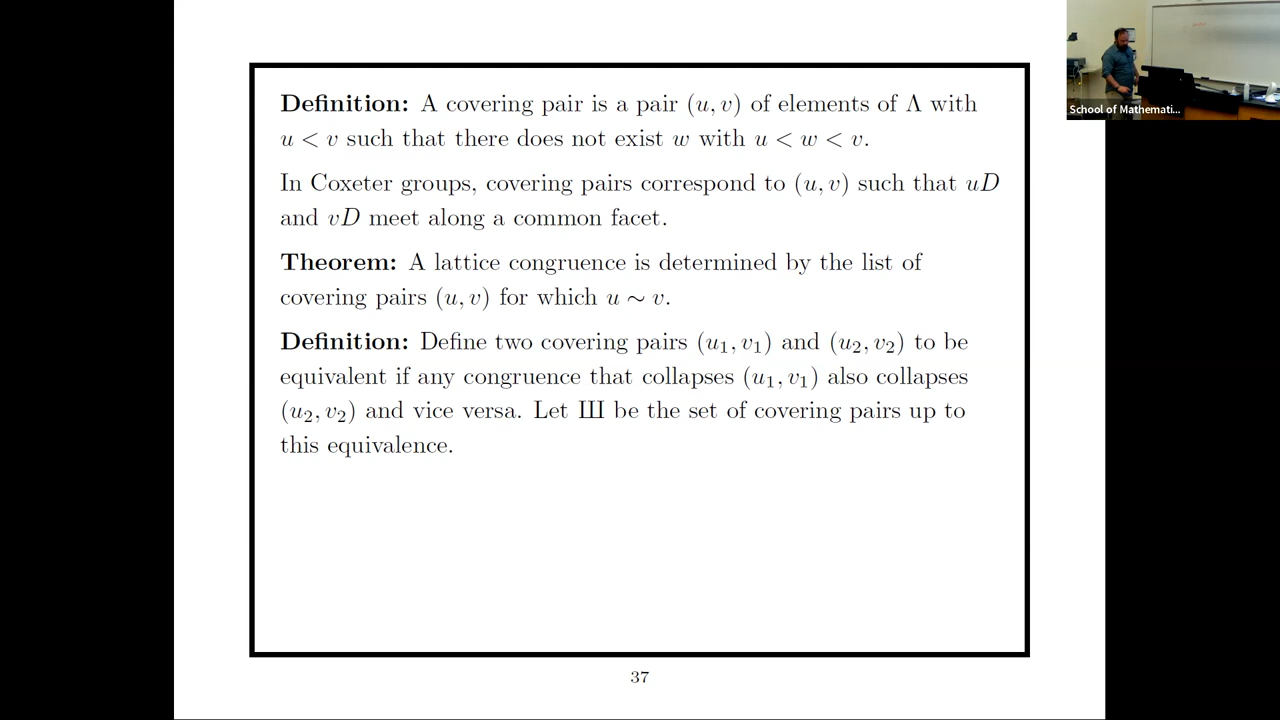 Definition: A covering pair is a pair (u, v) of elements of Λ with
u < v such that there does not exist w with u < w < v.
In Coxeter groups, covering pairs correspond to (u, v) such that uD
and vD meet along a common facet.
Theorem: A lattice congruence is determined by the list of
covering pairs (u, v) for which u ∼ v.
Definition: Define two covering pairs (u₁, v₁) and (u₂, v₂) to be
equivalent if any congruence that collapses (u₁, v₁) also collapses
(u₂, v₂) and vice versa. Let Ш be the set of covering pairs up to
this equivalence.
37
School of Mathemati...